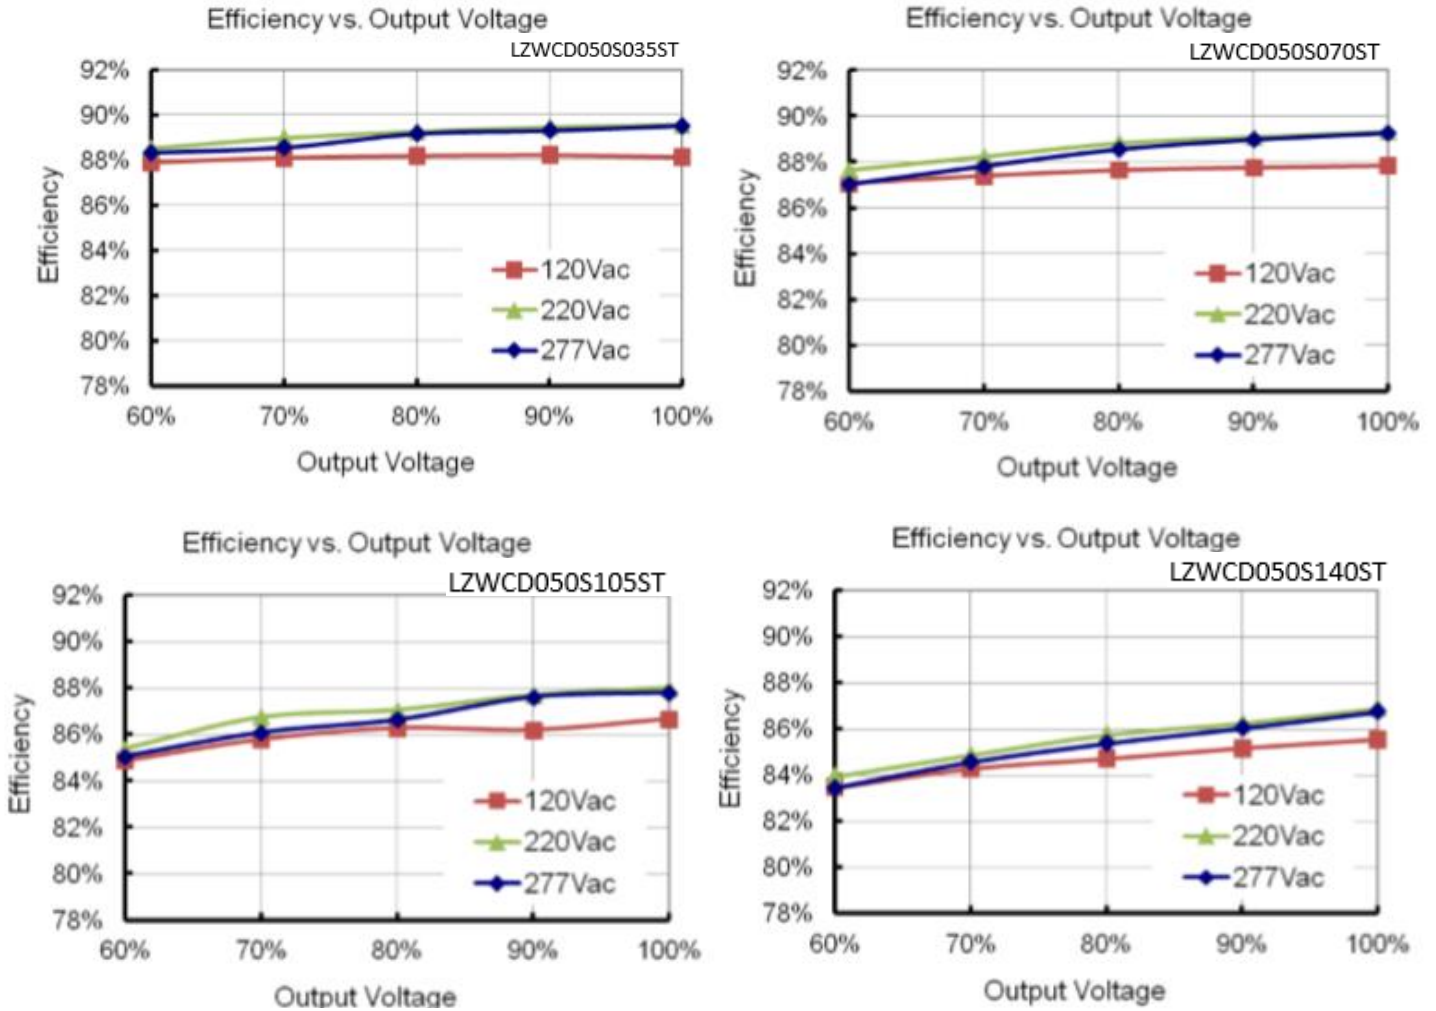 Efficiency vs. Output Voltage
LZWCD050S035ST
92%
90%
88%
86%
84%
82%
80%
78%
Efficiency
120Vac
220Vac
277Vac
60% 70% 80% 90% 100%
Output Voltage
Efficiency vs. Output Voltage
LZWCD050S070ST
92%
90%
88%
86%
84%
82%
80%
78%
Efficiency
120Vac
220Vac
277Vac
60% 70% 80% 90% 100%
Output Voltage
Efficiency vs. Output Voltage
LZWCD050S105ST
92%
90%
88%
86%
84%
82%
80%
78%
Efficiency
120Vac
220Vac
277Vac
60% 70% 80% 90% 100%
Output Voltage
Efficiency vs. Output Voltage
LZWCD050S140ST
92%
90%
88%
86%
84%
82%
80%
78%
Efficiency
120Vac
220Vac
277Vac
60% 70% 80% 90% 100%
Output Voltage